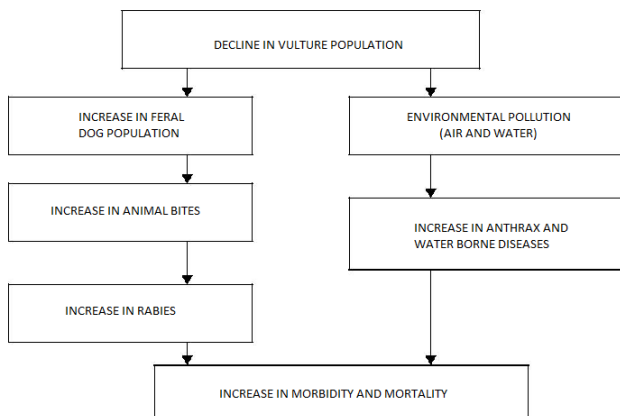 DECLINE IN VULTURE POPULATION
INCREASE IN FERAL
DOG POPULATION
ENVIRONMENTAL POLLUTION
(AIR AND WATER)
INCREASE IN ANIMAL BITES
INCREASE IN ANTHRAX AND
WATER BORNE DISEASES
INCREASE IN RABIES
INCREASE IN MORBIDITY AND MORTALITY